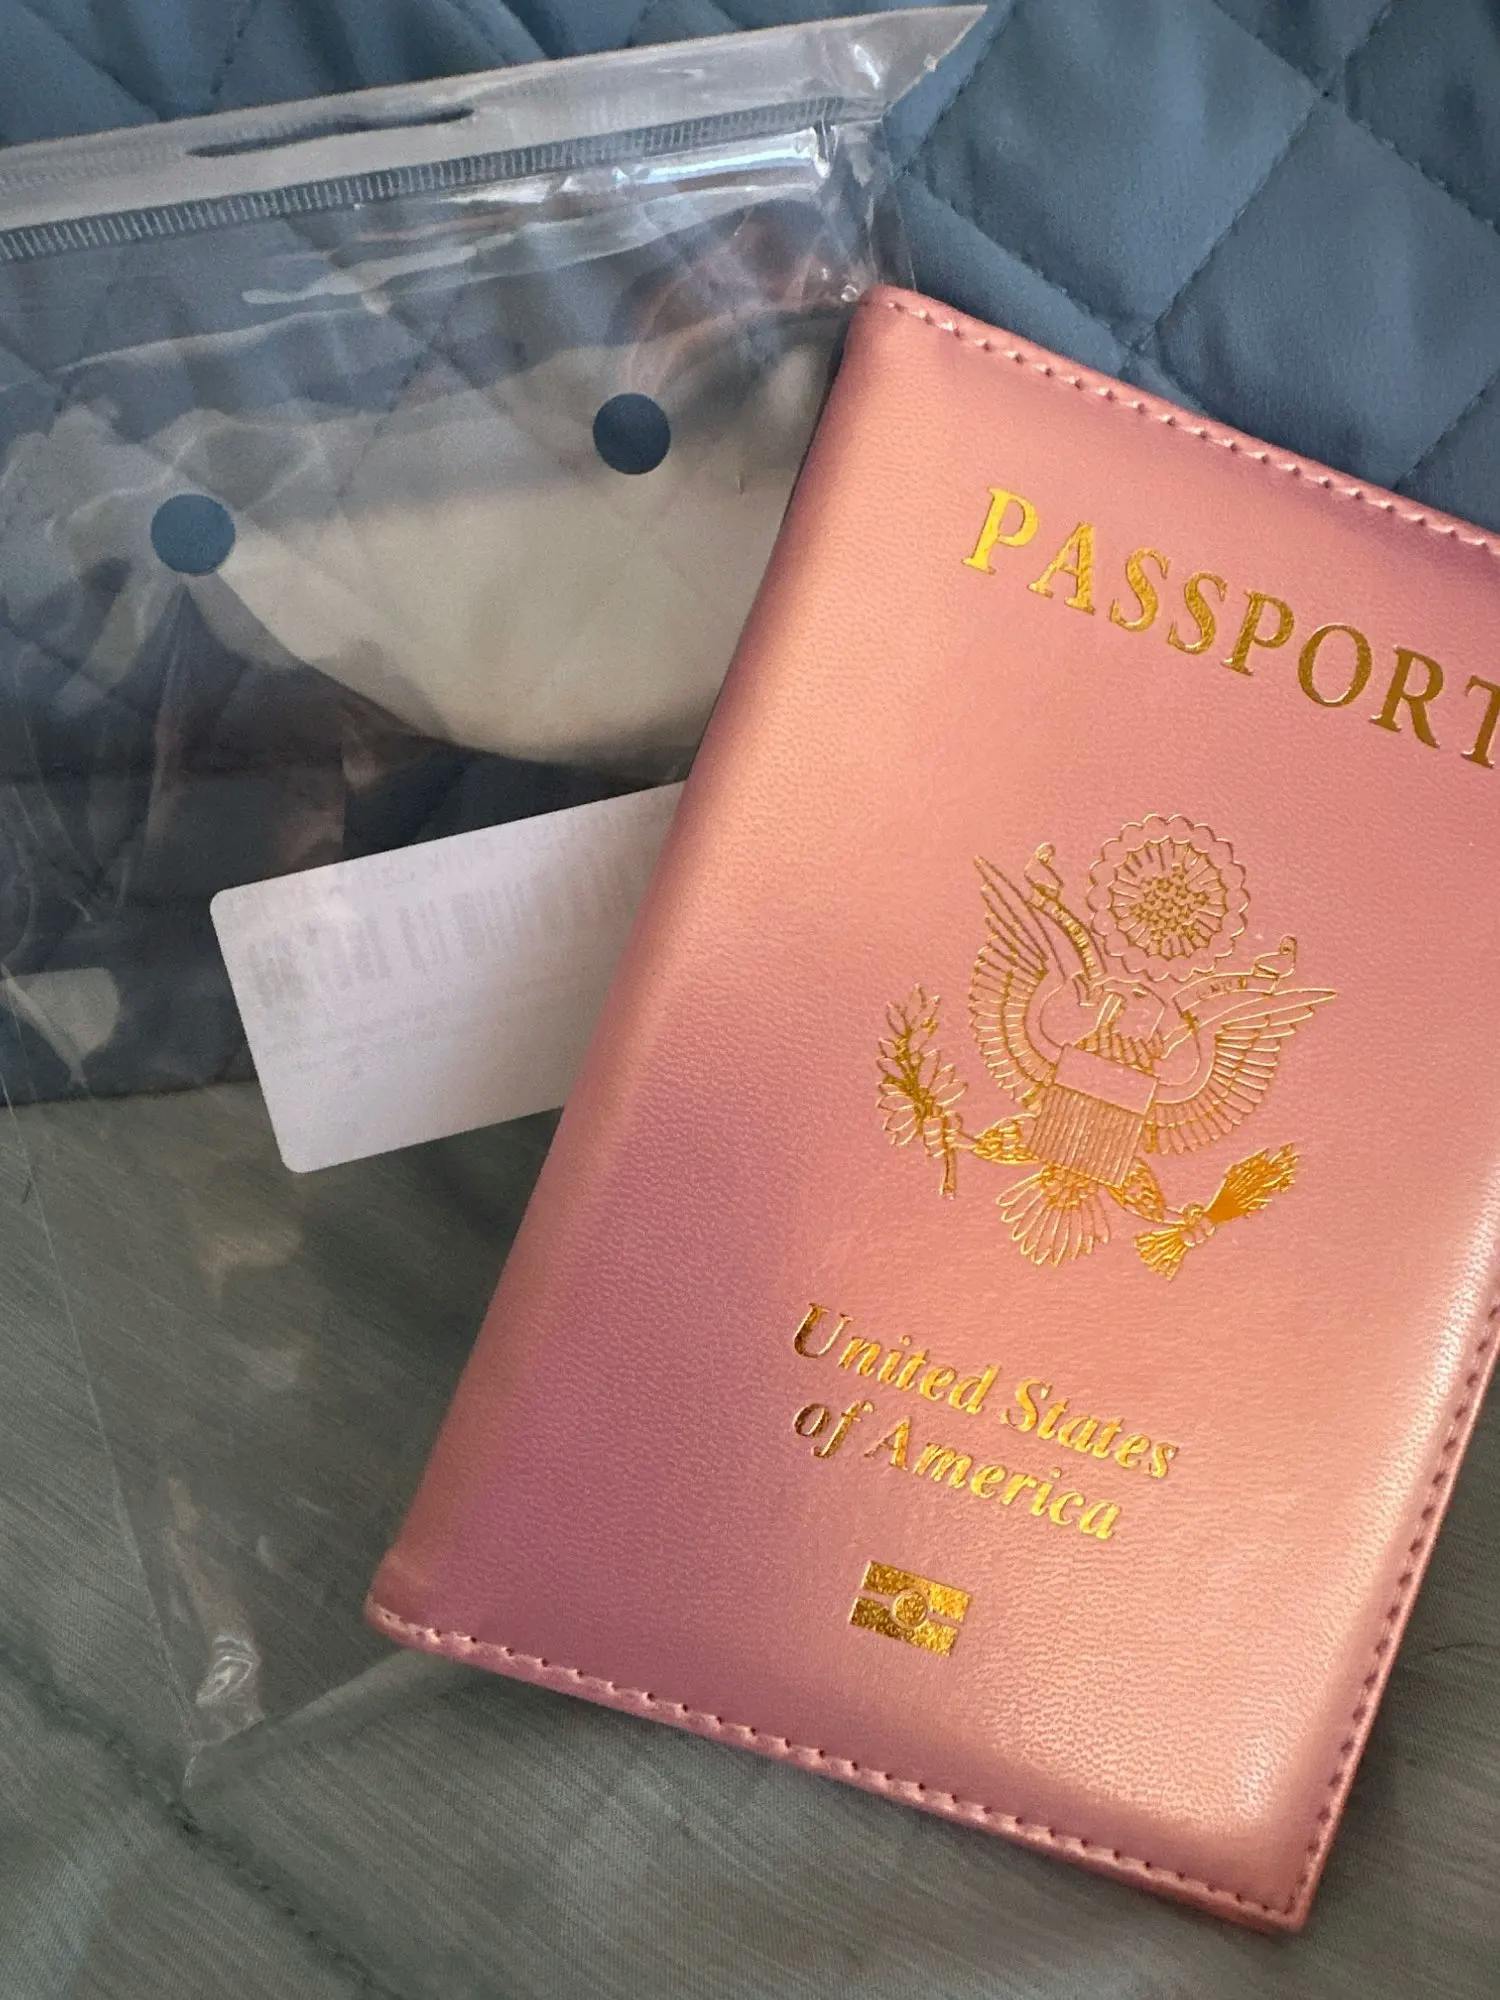 PASSPORT
United States
of America